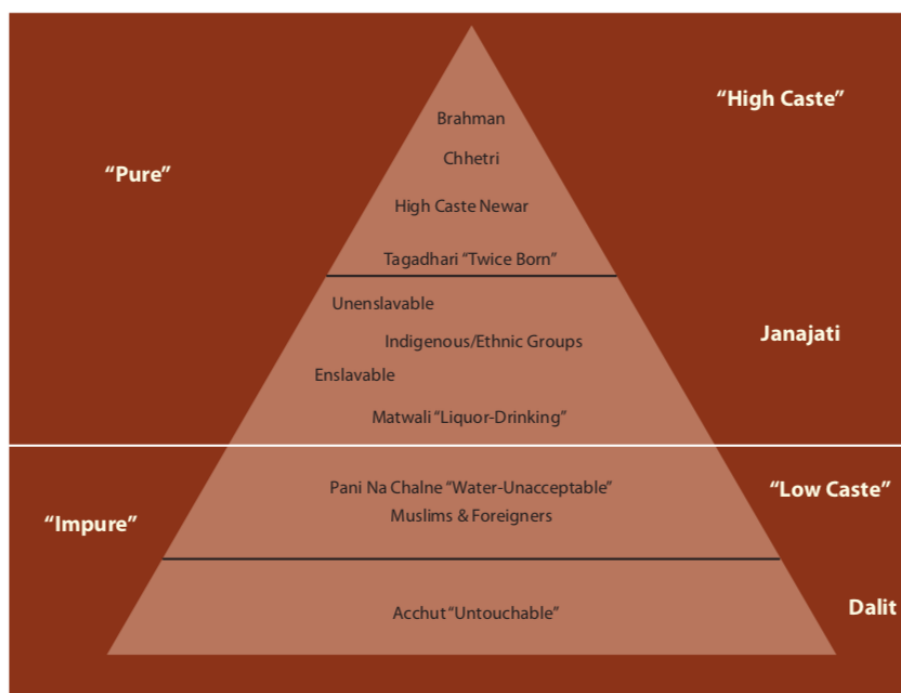 “High Caste”
Brahman
Chhetri
“Pure”
High Caste Newar
Tagadhari “Twice Born”
Unenslavable
Janajati
Indigenous/Ethnic Groups
Enslavable
Matwali “Liquor-Drinking”
Pani Na Chalne “Water-Unacceptable”
“Low Caste”
Muslims & Foreigners
“Impure”
Dalit
Acchut “Untouchable”